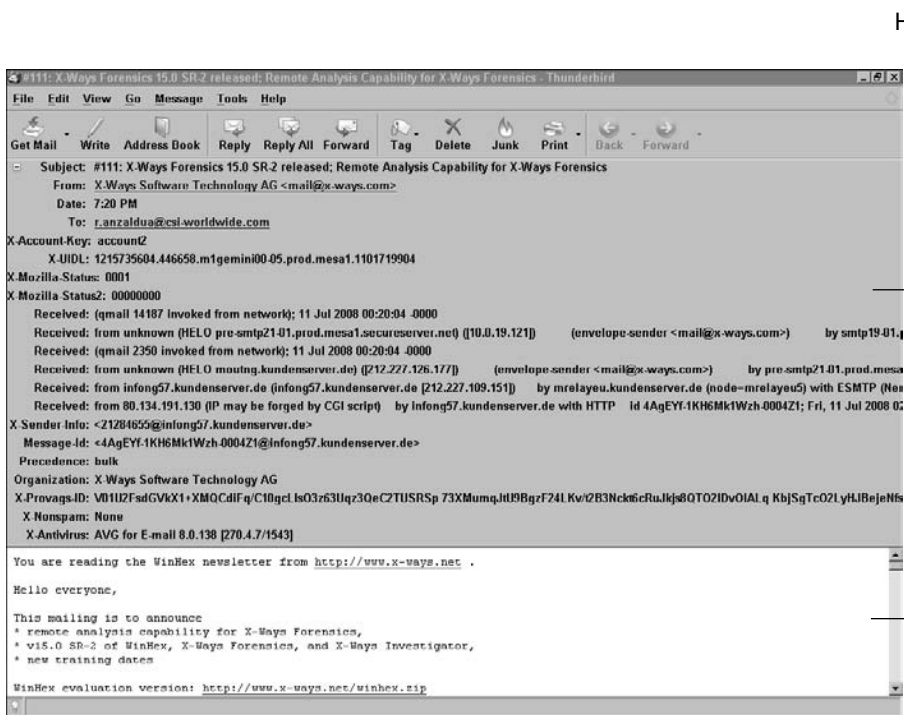 H
#111: X-Ways Forensics 15.0 SR-2 released; Remote Analysis Capability for X-Ways Forensics - Thunderbird
File Edit View Go Message Tools Help
Get Mail Write Address Book Reply Reply All Forward Tag Delete Junk Print Back Forward
Subject: #111: X-Ways Forensics 15.0 SR-2 released; Remote Analysis Capability for X-Ways Forensics
From: X-Ways Software Technology AG <mail@x-ways.com>
Date: 7:20 PM
To: r.anzaldua@csi-worldwide.com
X-Account-Key: account2
X-UIDL: 1215735604.446658.m1gemini00-05.prod.mesa1.1101719904
X-Mozilla-Status: 0001
X-Mozilla-Status2: 00000000
Received: (qmail 14187 invoked from network); 11 Jul 2008 00:20:04 -0000
Received: from unknown (HELO pre-smtp21-01.prod.mesa1.secureserver.net) ([10.0.19.121]) (envelope-sender <mail@x-ways.com>) by smtp19-01.p
Received: (qmail 2350 invoked from network); 11 Jul 2008 00:20:04 -0000
Received: from unknown (HELO moutng.kundenserver.de) ([212.227.126.177]) (envelope-sender <mail@x-ways.com>) by pre-smtp21-01.prod.mesa
Received: from infong57.kundenserver.de (infong57.kundenserver.de [212.227.109.151]) by mrelayeu.kundenserver.de (node=mrelayeu5) with ESMTP (Nem
Received: from 80.134.191.130 (IP may be forged by CGI script) by infong57.kundenserver.de with HTTP id 4AgEYf-1KH6Mk1Wzh-0004Z1; Fri, 11 Jul 2008 02
X-Sender-Info: <21284655@infong57.kundenserver.de>
Message-Id: <4AgEYf-1KH6Mk1Wzh-0004Z1@infong57.kundenserver.de>
Precedence: bulk
Organization: X-Ways Software Technology AG
X-Provags-ID:
X-Nonspam: None
X-Antivirus: AVG for E-mail 8.0.138 [270.4.7/1543]
You are reading the WinHex newsletter from http://www.x-ways.net .
Hello everyone,
This mailing is to announce
* remote analysis capability for X-Ways Forensics,
* v15.0 SR-2 of WinHex, X-Ways Forensics, and X-Ways Investigator,
* new training dates
WinHex evaluation version: http://www.x-ways.net/winhex.zip